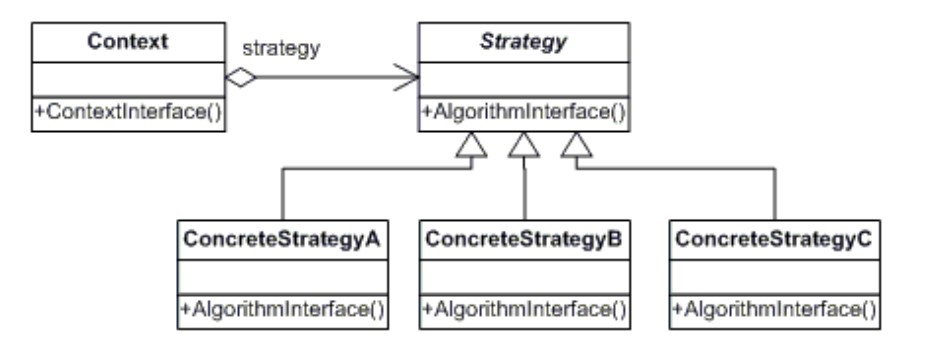 Context
strategy
Strategy
+ContextInterface()
+AlgorithmInterface()
ConcreteStrategyA
ConcreteStrategyB
ConcreteStrategyC
+AlgorithmInterface()
+AlgorithmInterface()
+AlgorithmInterface()